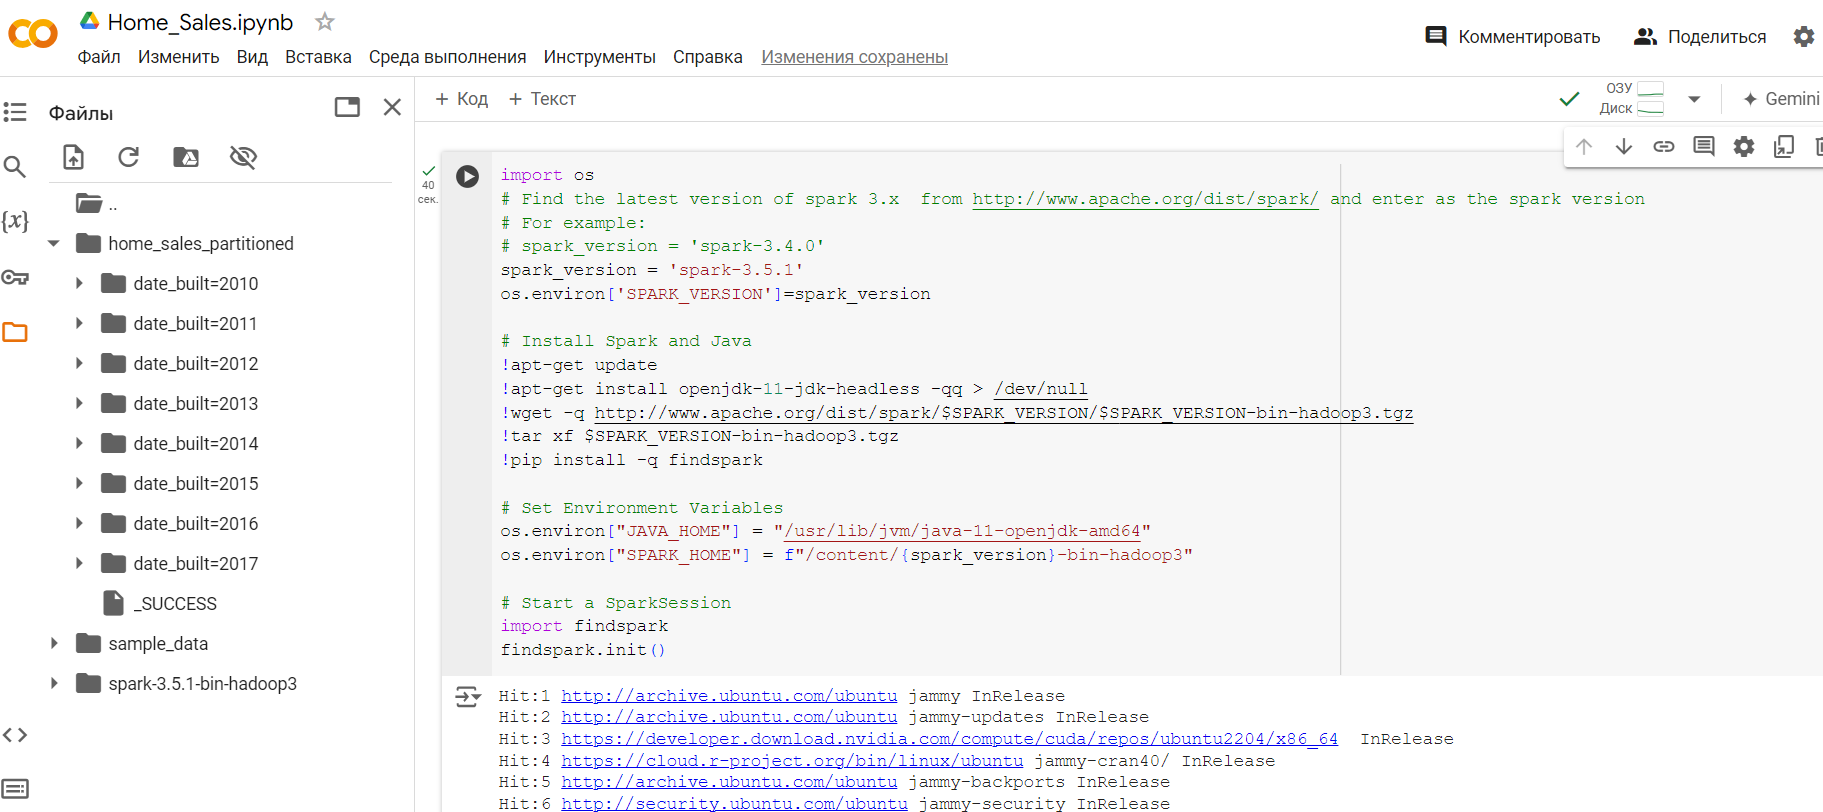 Home_Sales.ipynb
Файл Изменить Вид Вставка Среда выполнения Инструменты Справка Изменения сохранены
Комментировать Поделиться
Файлы
+ Код + Текст
ОЗУ
Диск
Gemini
..
home_sales_partitioned
date_built=2010
date_built=2011
date_built=2012
date_built=2013
date_built=2014
date_built=2015
date_built=2016
date_built=2017
_SUCCESS
sample_data
spark-3.5.1-bin-hadoop3
{x}
40
сек.
import os
# Find the latest version of spark 3.x  from http://www.apache.org/dist/spark/ and enter as the spark version
# For example:
# spark_version = 'spark-3.4.0'
spark_version = 'spark-3.5.1'
os.environ['SPARK_VERSION']=spark_version
# Install Spark and Java
!apt-get update
!apt-get install openjdk-11-jdk-headless -qq > /dev/null
!wget -q http://www.apache.org/dist/spark/$SPARK_VERSION/$SPARK_VERSION-bin-hadoop3.tgz
!tar xf $SPARK_VERSION-bin-hadoop3.tgz
!pip install -q findspark
# Set Environment Variables
os.environ["JAVA_HOME"] = "/usr/lib/jvm/java-11-openjdk-amd64"
os.environ["SPARK_HOME"] = f"/content/{spark_version}-bin-hadoop3"
# Start a SparkSession
import findspark
findspark.init()
Hit:1 http://archive.ubuntu.com/ubuntu jammy InRelease
Hit:2 http://archive.ubuntu.com/ubuntu jammy-updates InRelease
Hit:3 https://developer.download.nvidia.com/compute/cuda/repos/ubuntu2204/x86_64  InRelease
Hit:4 https://cloud.r-project.org/bin/linux/ubuntu jammy-cran40/ InRelease
Hit:5 http://archive.ubuntu.com/ubuntu jammy-backports InRelease
Hit:6 http://security.ubuntu.com/ubuntu jammy-security InRelease